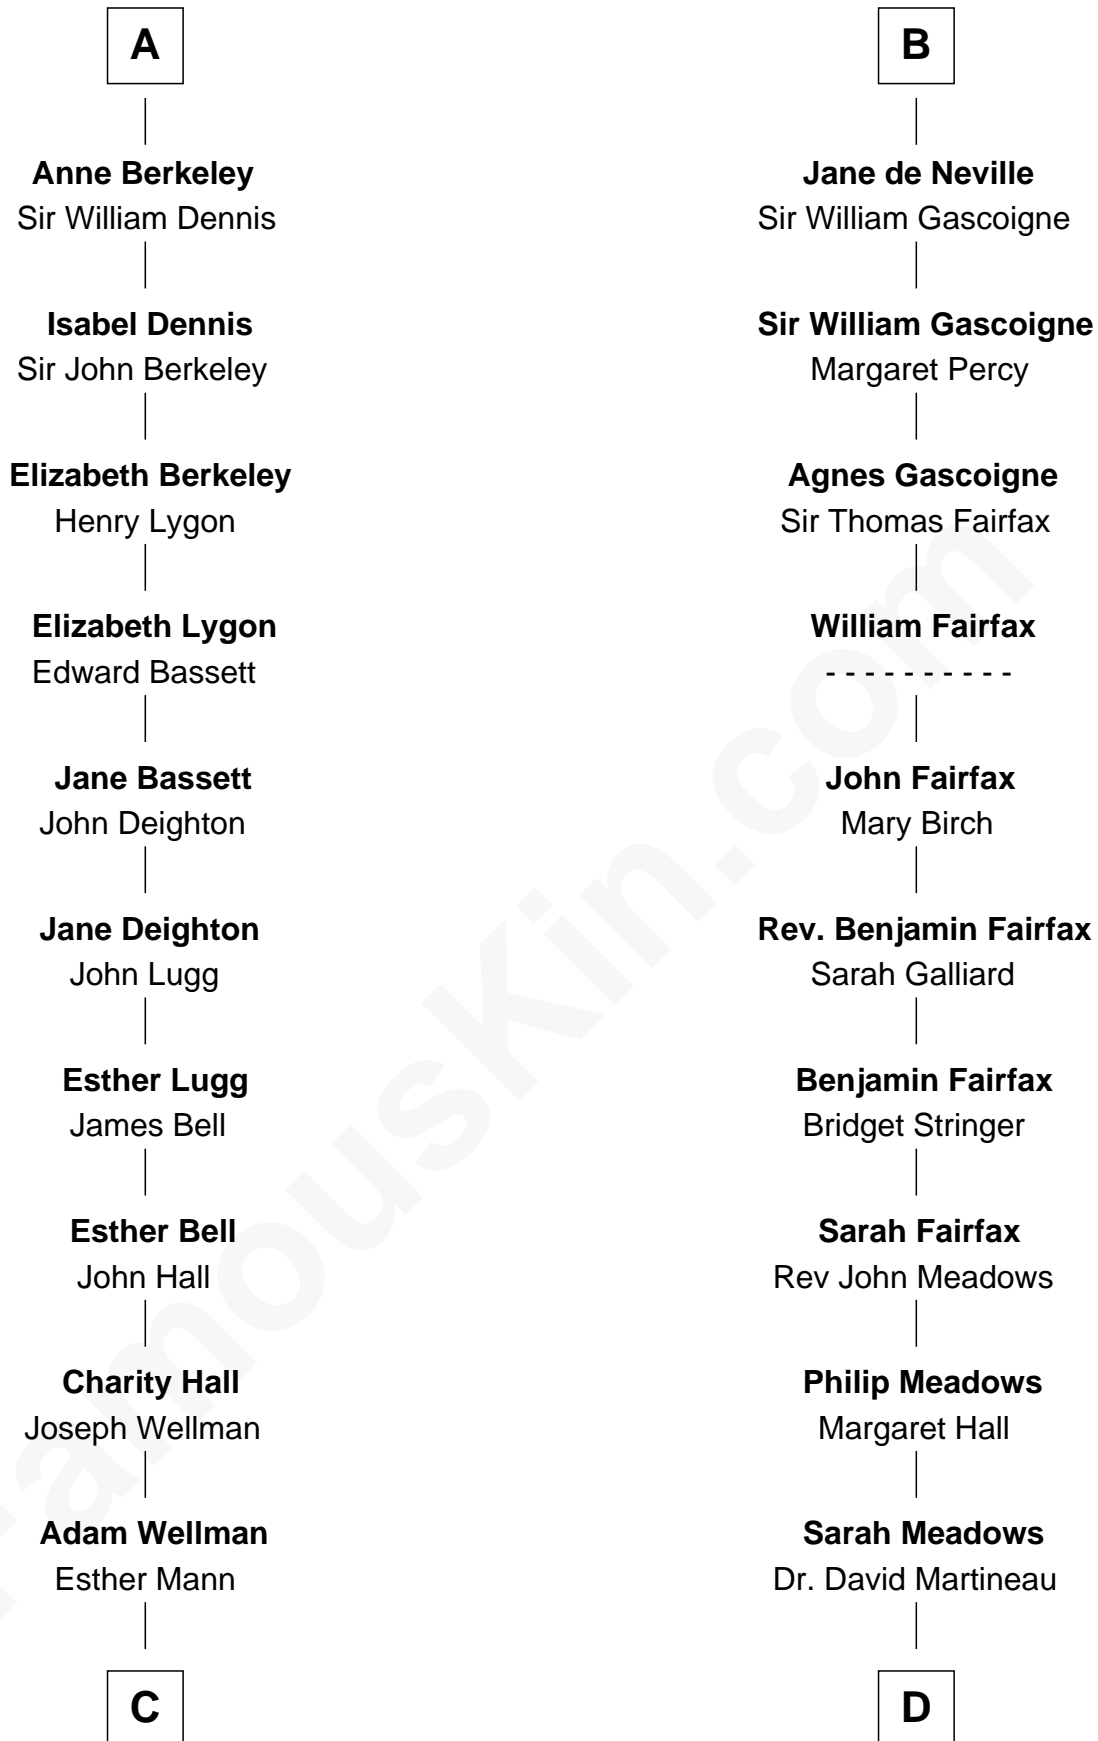 A
Anne Berkeley
Sir William Dennis
Isabel Dennis
Sir John Berkeley
Elizabeth Berkeley
Henry Lygon
Elizabeth Lygon
Edward Bassett
Jane Bassett
John Deighton
Jane Deighton
John Lugg
Esther Lugg
James Bell
Esther Bell
John Hall
Charity Hall
Joseph Wellman
Adam Wellman
Esther Mann
C
B
Jane de Neville
Sir William Gascoigne
Sir William Gascoigne
Margaret Percy
Agnes Gascoigne
Sir Thomas Fairfax
William Fairfax
- - - - - - - - - -
John Fairfax
Mary Birch
Rev. Benjamin Fairfax
Sarah Galliard
Benjamin Fairfax
Bridget Stringer
Sarah Fairfax
Rev John Meadows
Philip Meadows
Margaret Hall
Sarah Meadows
Dr. David Martineau
D
FamousKin.com